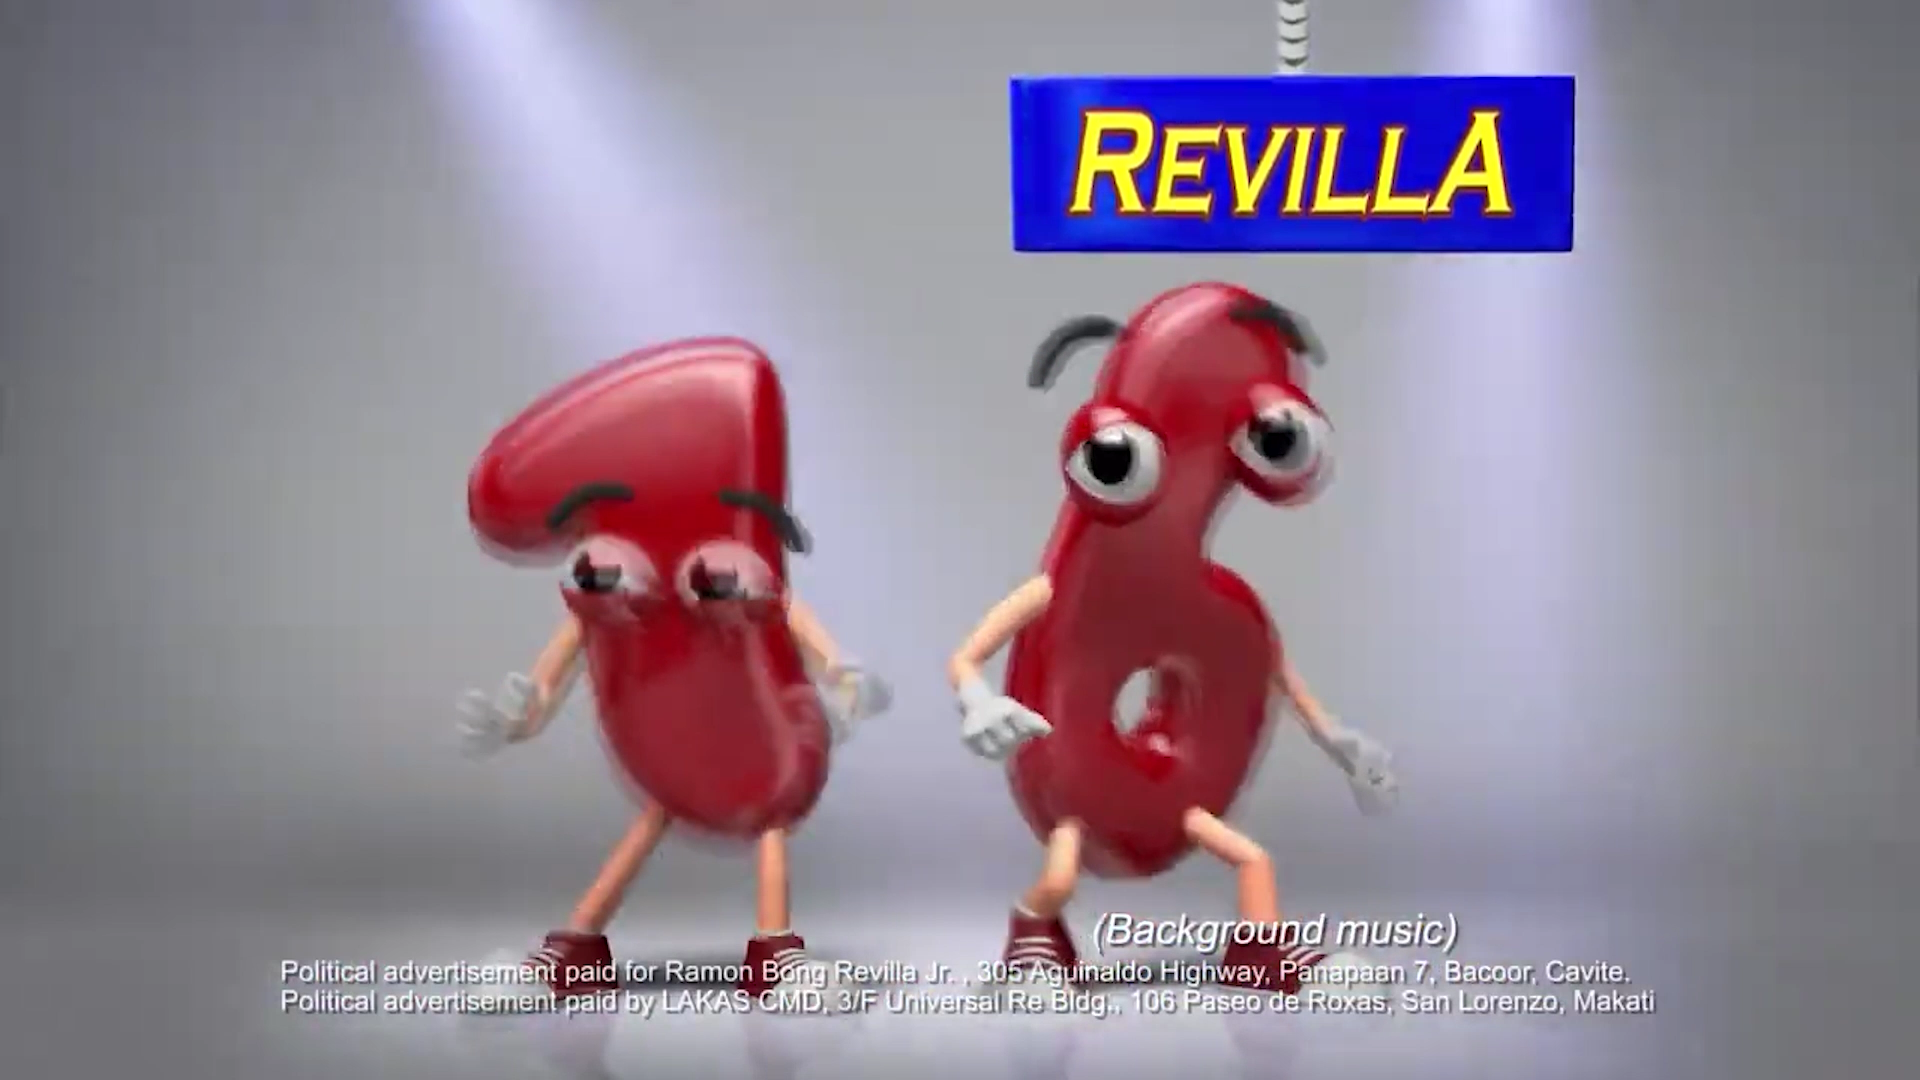 REVILLA
(Background music)
Political advertisement paid for Ramon Bong Revilla Jr. , 305 Aguinaldo Highway, Panapaan 7, Bacoor, Cavite.
Political advertisement paid by LAKAS CMD, 3/F Universal Re Bldg., 106 Paseo de Roxas, San Lorenzo, Makati